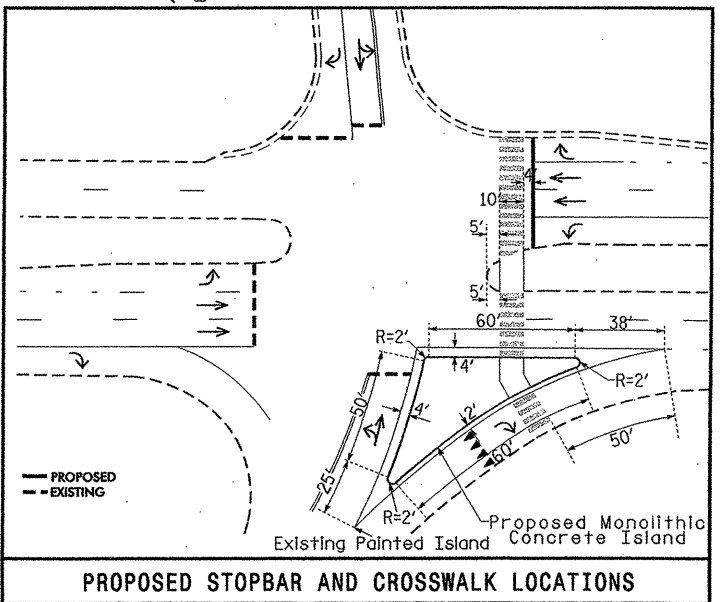 4'
10'
5'
5'
60'
38'
R=2'
4'
R=2'
50'
4'
2'
60'
50'
25'
R=2'
PROPOSED
EXISTING
Existing Painted Island
Proposed Monolithic
Concrete Island
PROPOSED STOPBAR AND CROSSWALK LOCATIONS